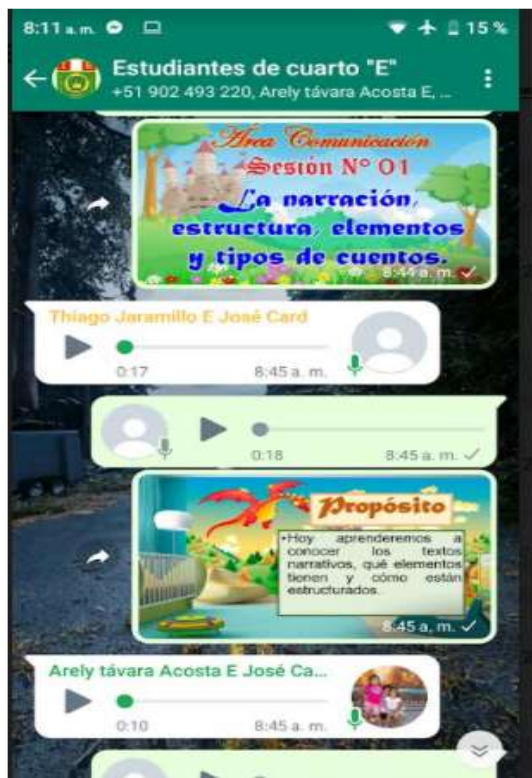 8:11 a. m.
15 %
Estudiantes de cuarto "E"
+51 902 493 220, Arely távara Acosta E, ...
Área Comunicación
Sesión N° 01
La narración,
estructura, elementos
y tipos de cuentos.
8:44 a. m.
Thiago Jaramillo E José Card
0:17
8:45 a. m.
0:18
8:45 a. m.
Propósito
•Hoy aprenderemos a
conocer los textos
narrativos, qué elementos
tienen y cómo están
estructurados.
8:45 a. m.
Arely távara Acosta E José Ca...
0:10
8:45 a. m.